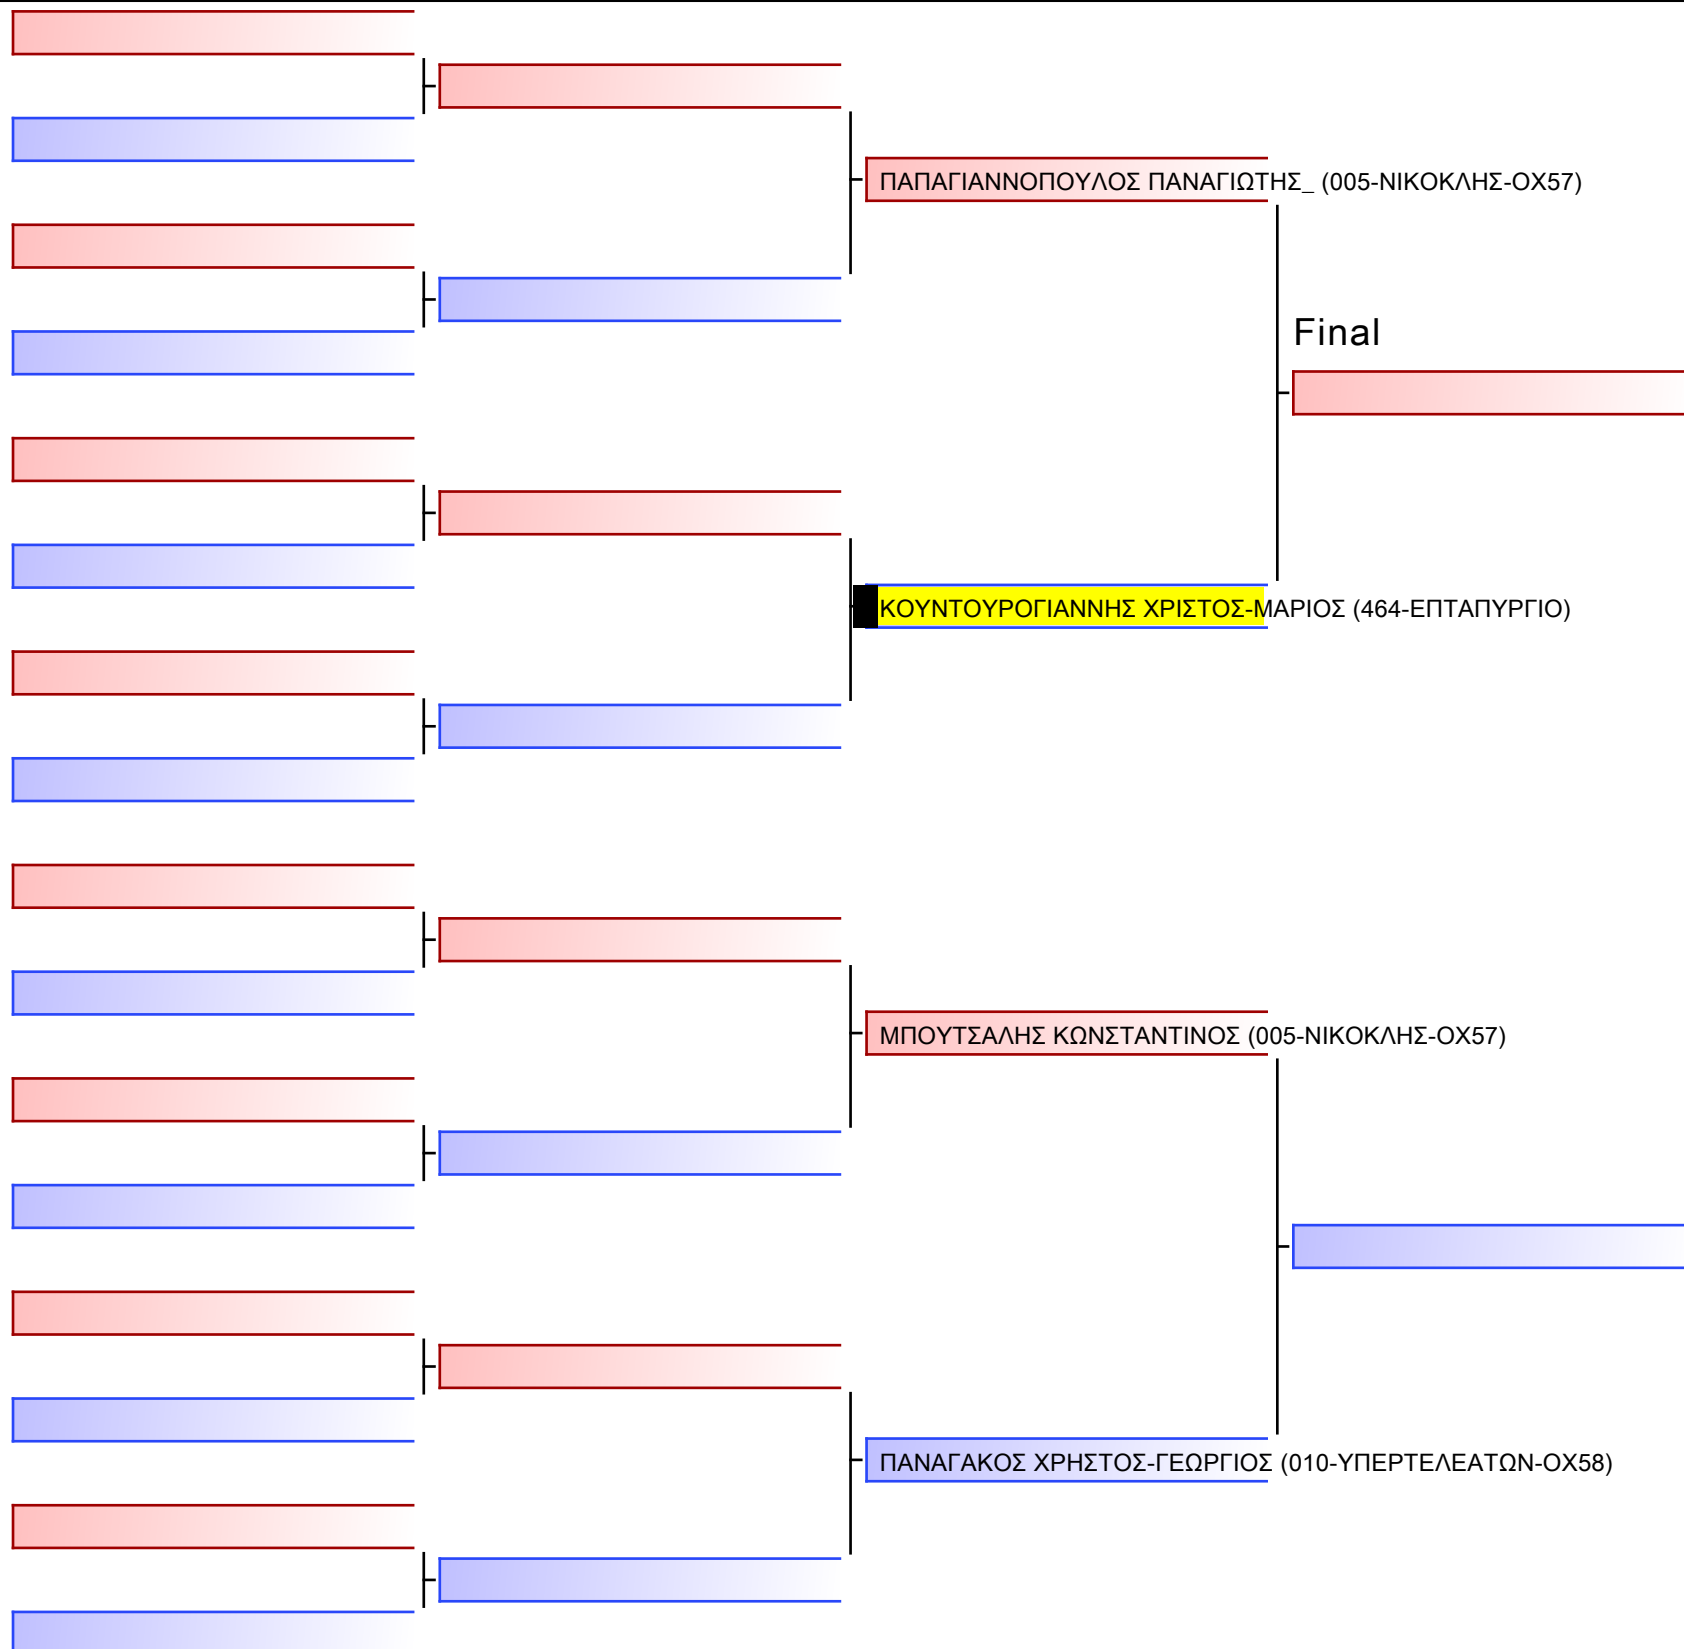 ΠΑΠΑΓΙΑΝΝΟΠΟΥΛΟΣ ΠΑΝΑΓΙΩΤΗΣ_ (005-ΝΙΚΟΚΛΗΣ-ΟΧ57)
Final
ΚΟΥΝΤΟΥΡΟΓΙΑΝΝΗΣ ΧΡΙΣΤΟΣ-ΜΑΡΙΟΣ (464-ΕΠΤΑΠΥΡΓΙΟ)
ΜΠΟΥΤΣΑΛΗΣ ΚΩΝΣΤΑΝΤΙΝΟΣ (005-ΝΙΚΟΚΛΗΣ-ΟΧ57)
ΠΑΝΑΓΑΚΟΣ ΧΡΗΣΤΟΣ-ΓΕΩΡΓΙΟΣ (010-ΥΠΕΡΤΕΛΕΑΤΩΝ-ΟΧ58)